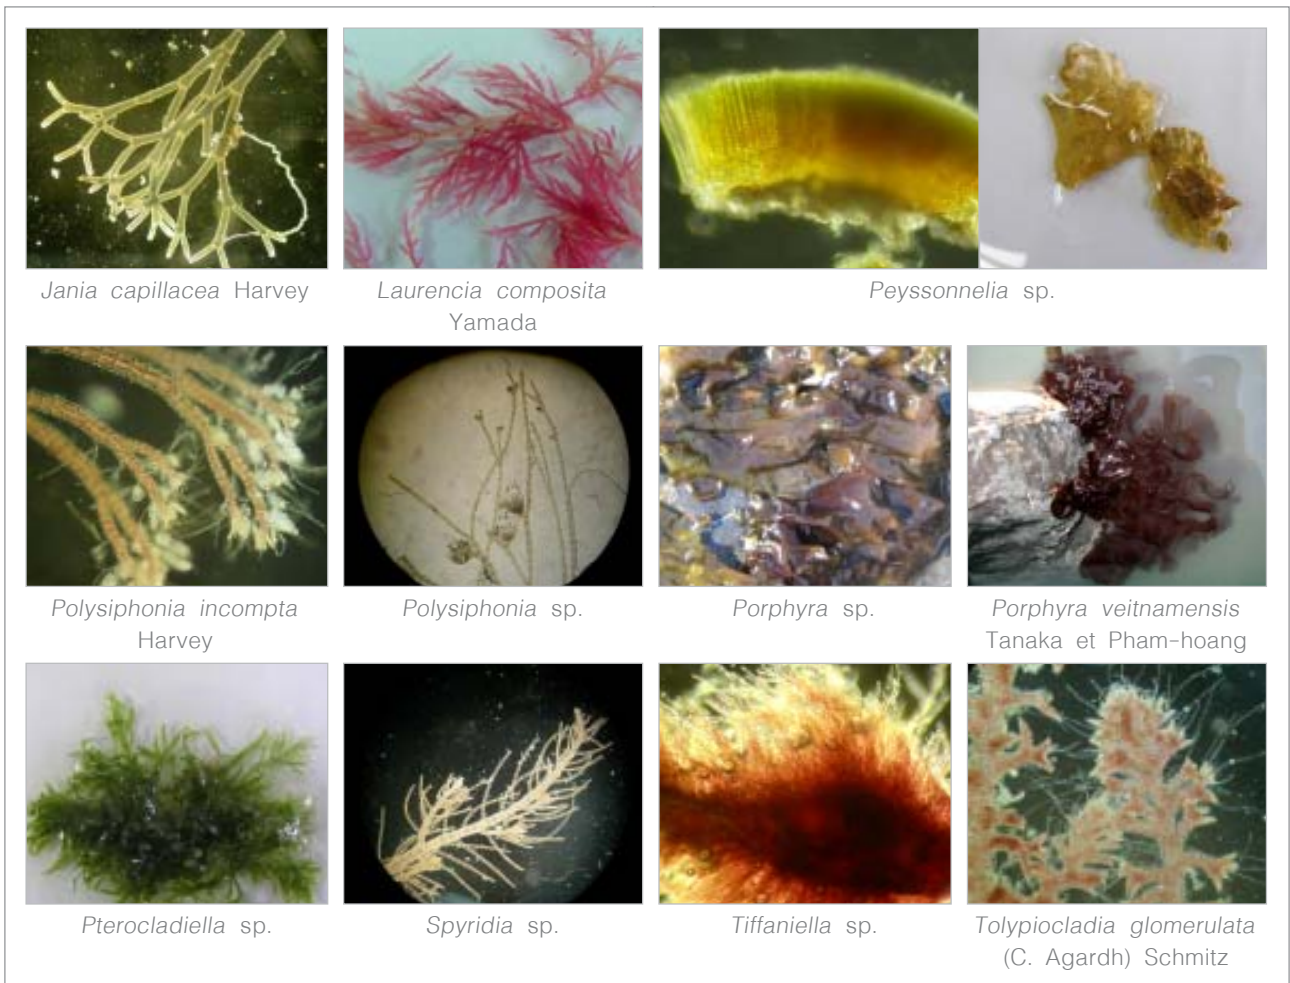 Jania capillacea Harvey
Laurencia composita
Yamada
Peyssonnelia sp.
Polysiphonia incompta
Harvey
Polysiphonia sp.
Porphyra sp.
Porphyra veitnamensis
Tanaka et Pham-hoang
Pterocladiella sp.
Spyridia sp.
Tiffaniella sp.
Tolypiocladia glomerulata
(C. Agardh) Schmitz